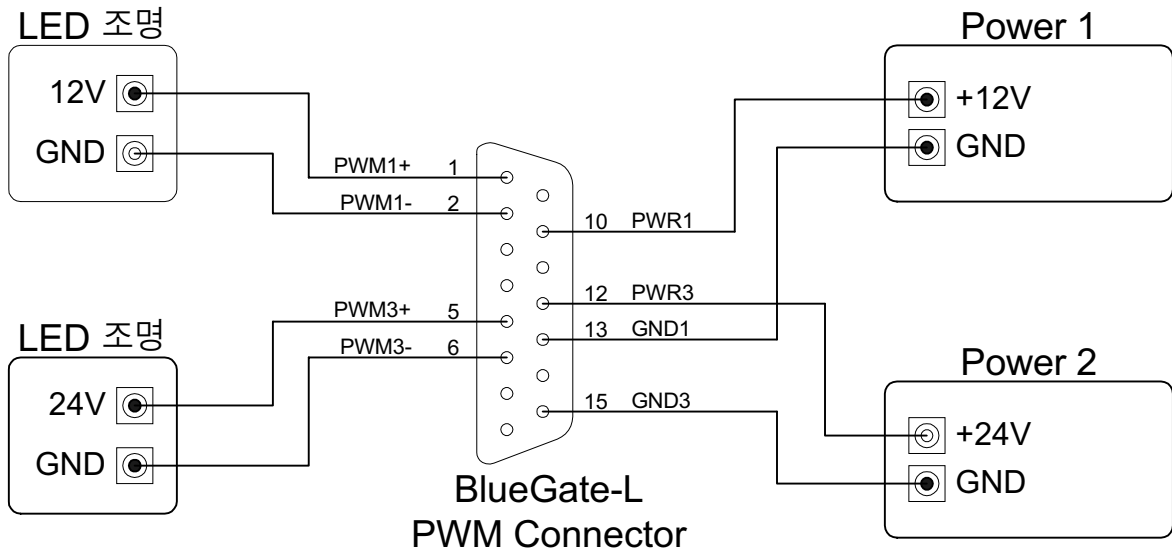 LED 조명
12V
GND
LED 조명
24V
GND
PWM1+ 1
PWM1- 2
PWM3+ 5
PWM3- 6
10 PWR1
12 PWR3
13 GND1
15 GND3
BlueGate-L
PWM Connector
Power 1
+12V
GND
Power 2
+24V
GND